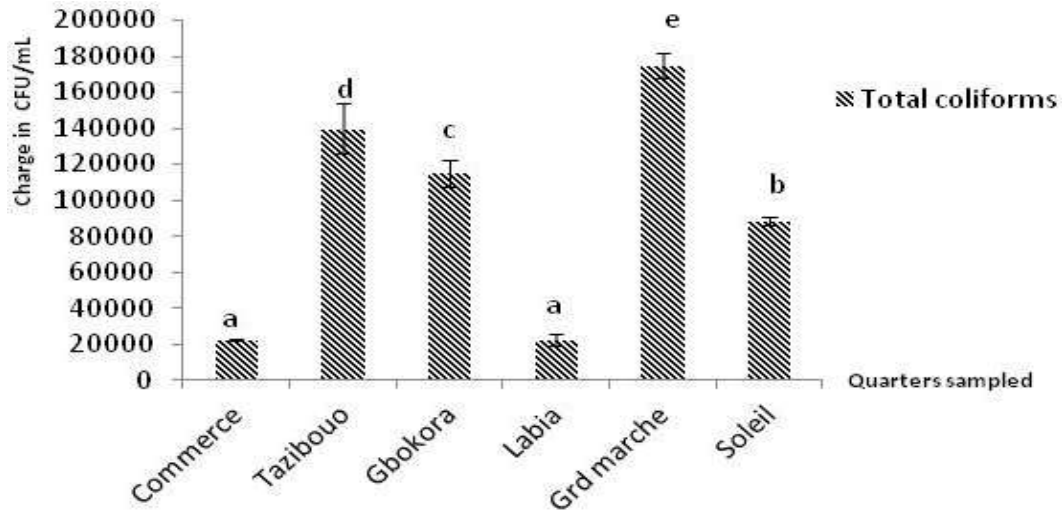 Charge in CFU/mL
200000
180000
160000
140000
120000
100000
80000
60000
40000
20000
0
a
d
c
a
e
b
Total coliforms
Commerce
Tazibouo
Gbokora
Labia
Grd marche
Soleil
Quarters sampled